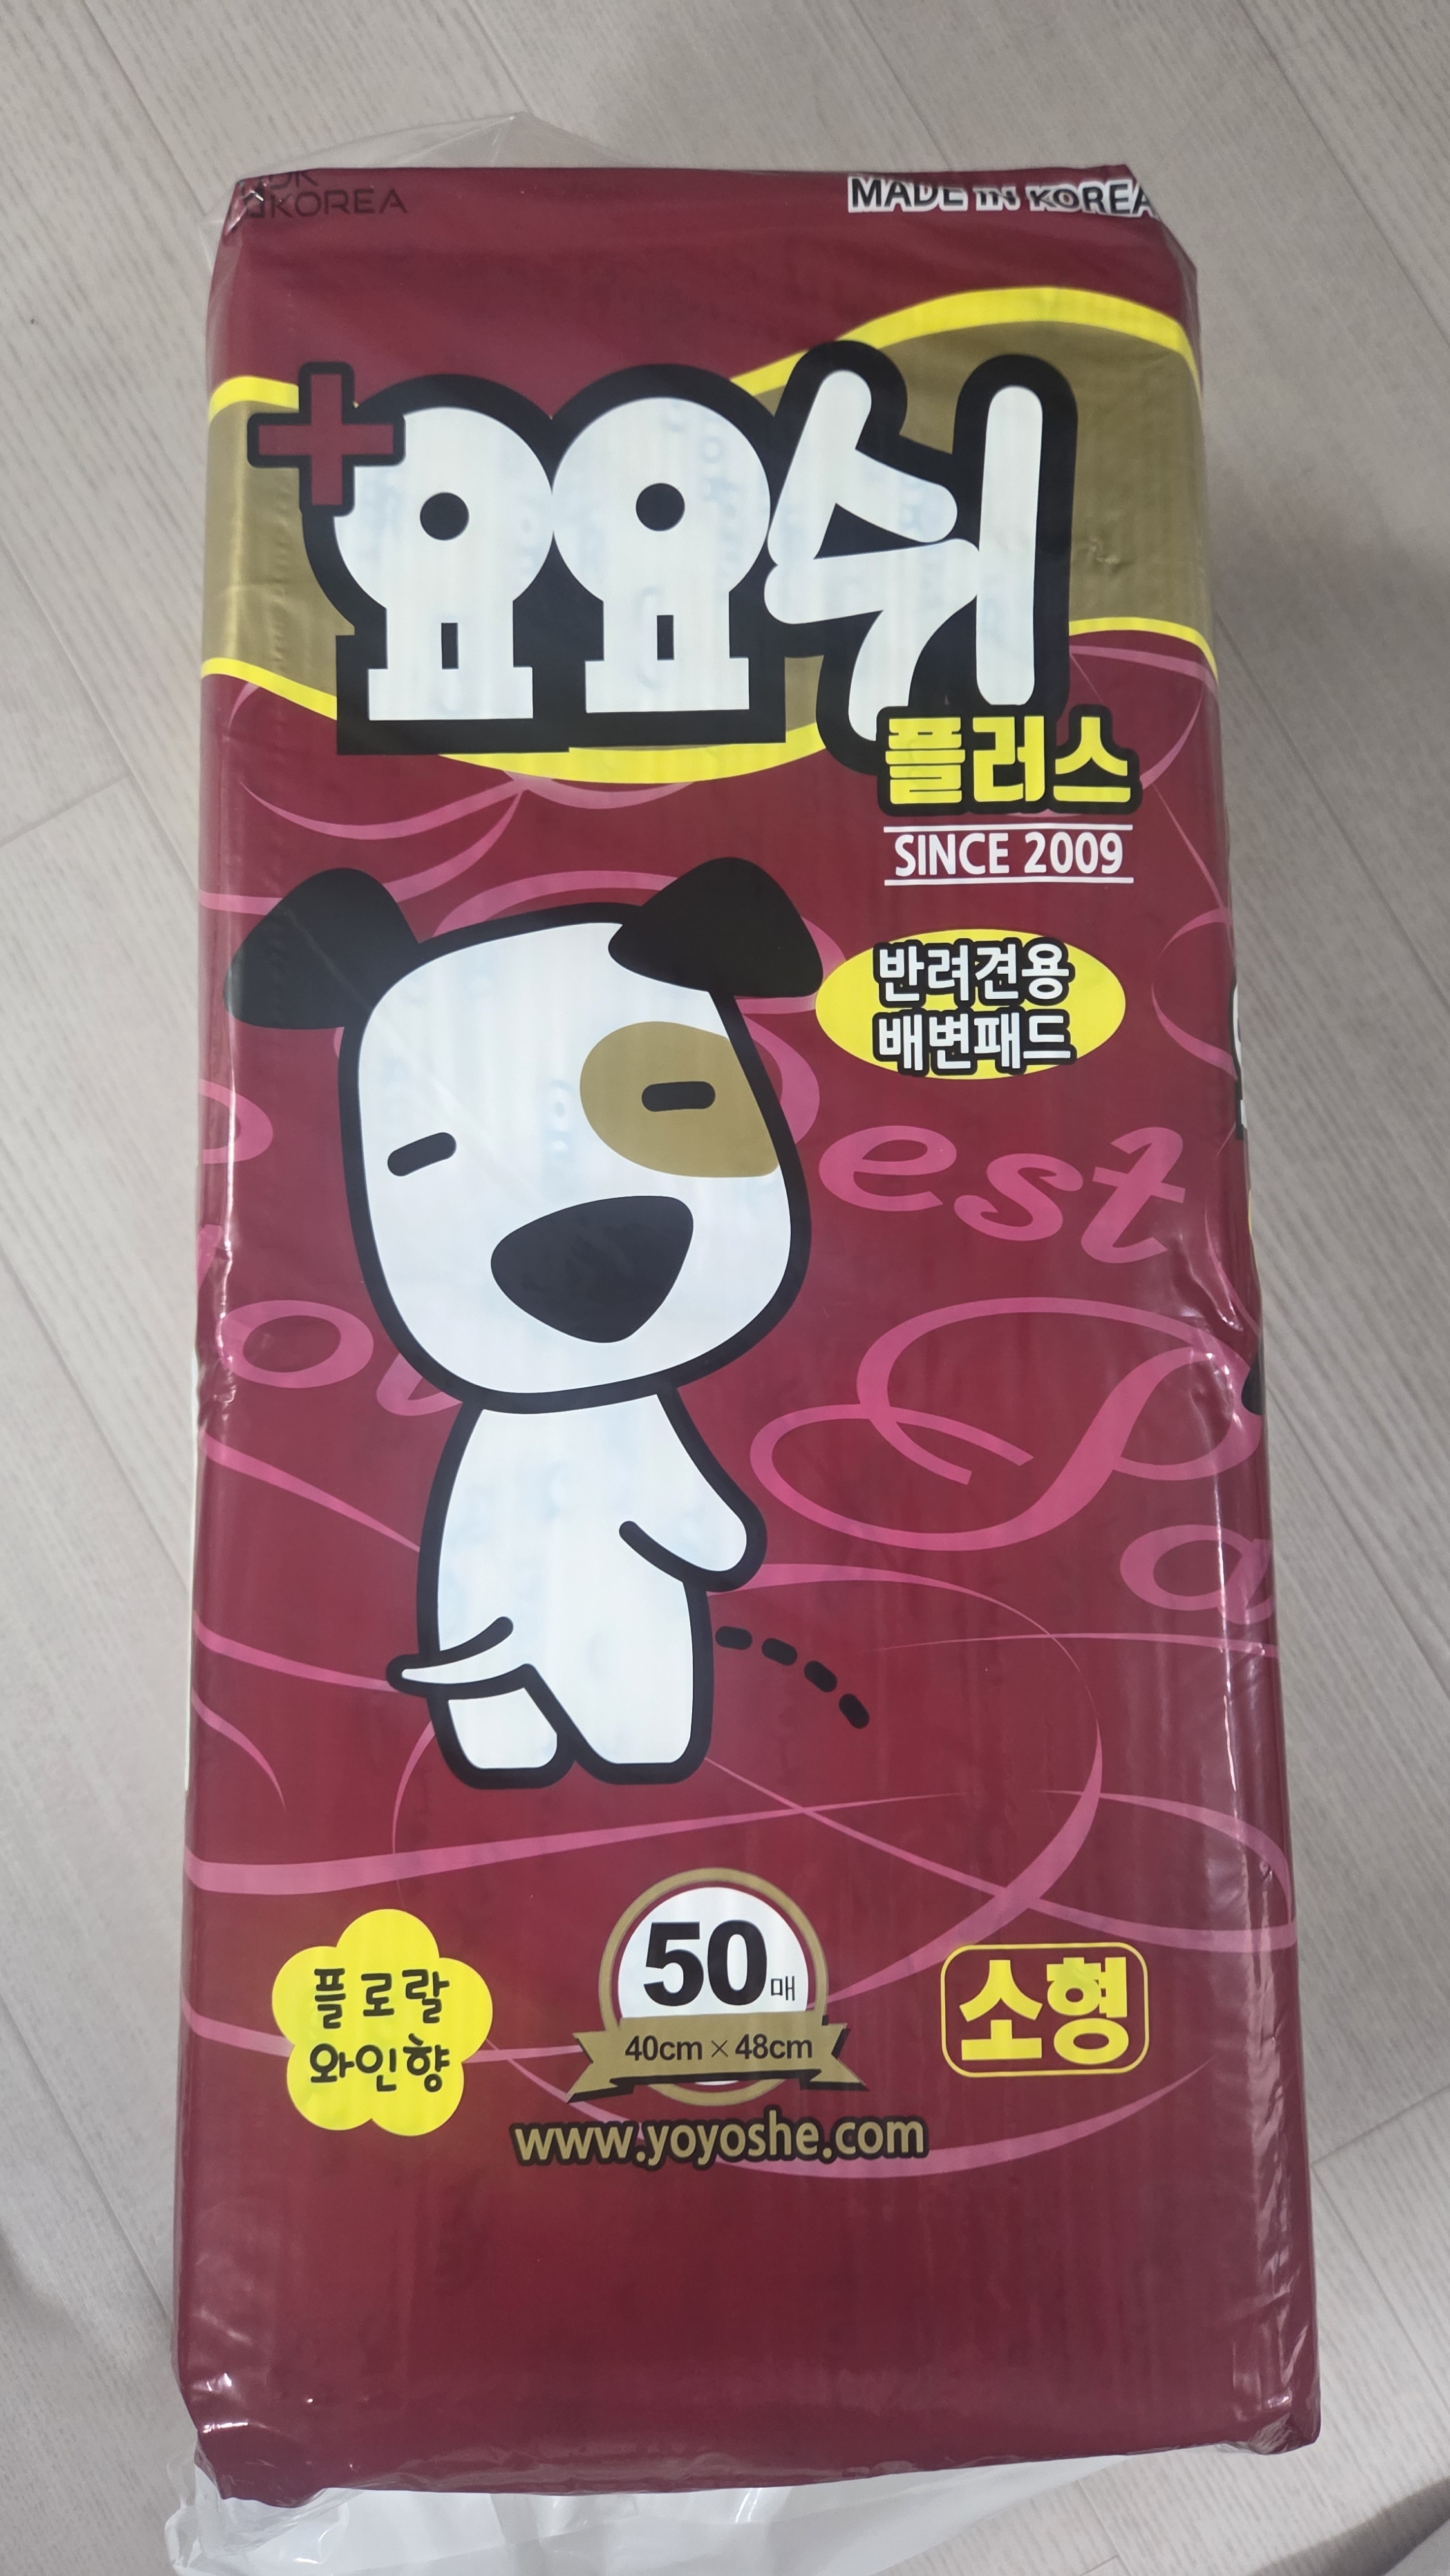 KOREA
MADE IN KOREA
요요쉬
플러스
SINCE 2009
반려견용
배변패드
est
P
a
플로랄
와인향
50매
40cm×48cm
소형
www.yoyoshe.com